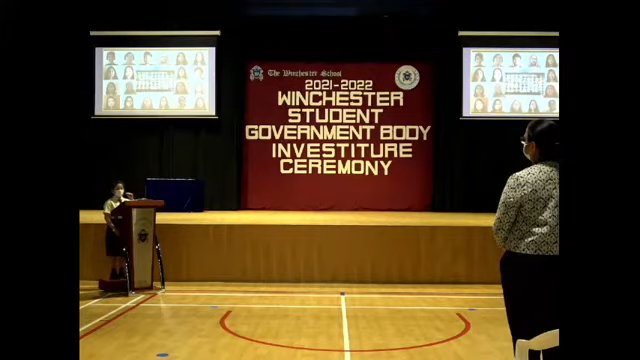 The Winchester School
2021-2022
WINCHESTER
STUDENT
GOVERNMENT BODY
INVESTITURE
CEREMONY